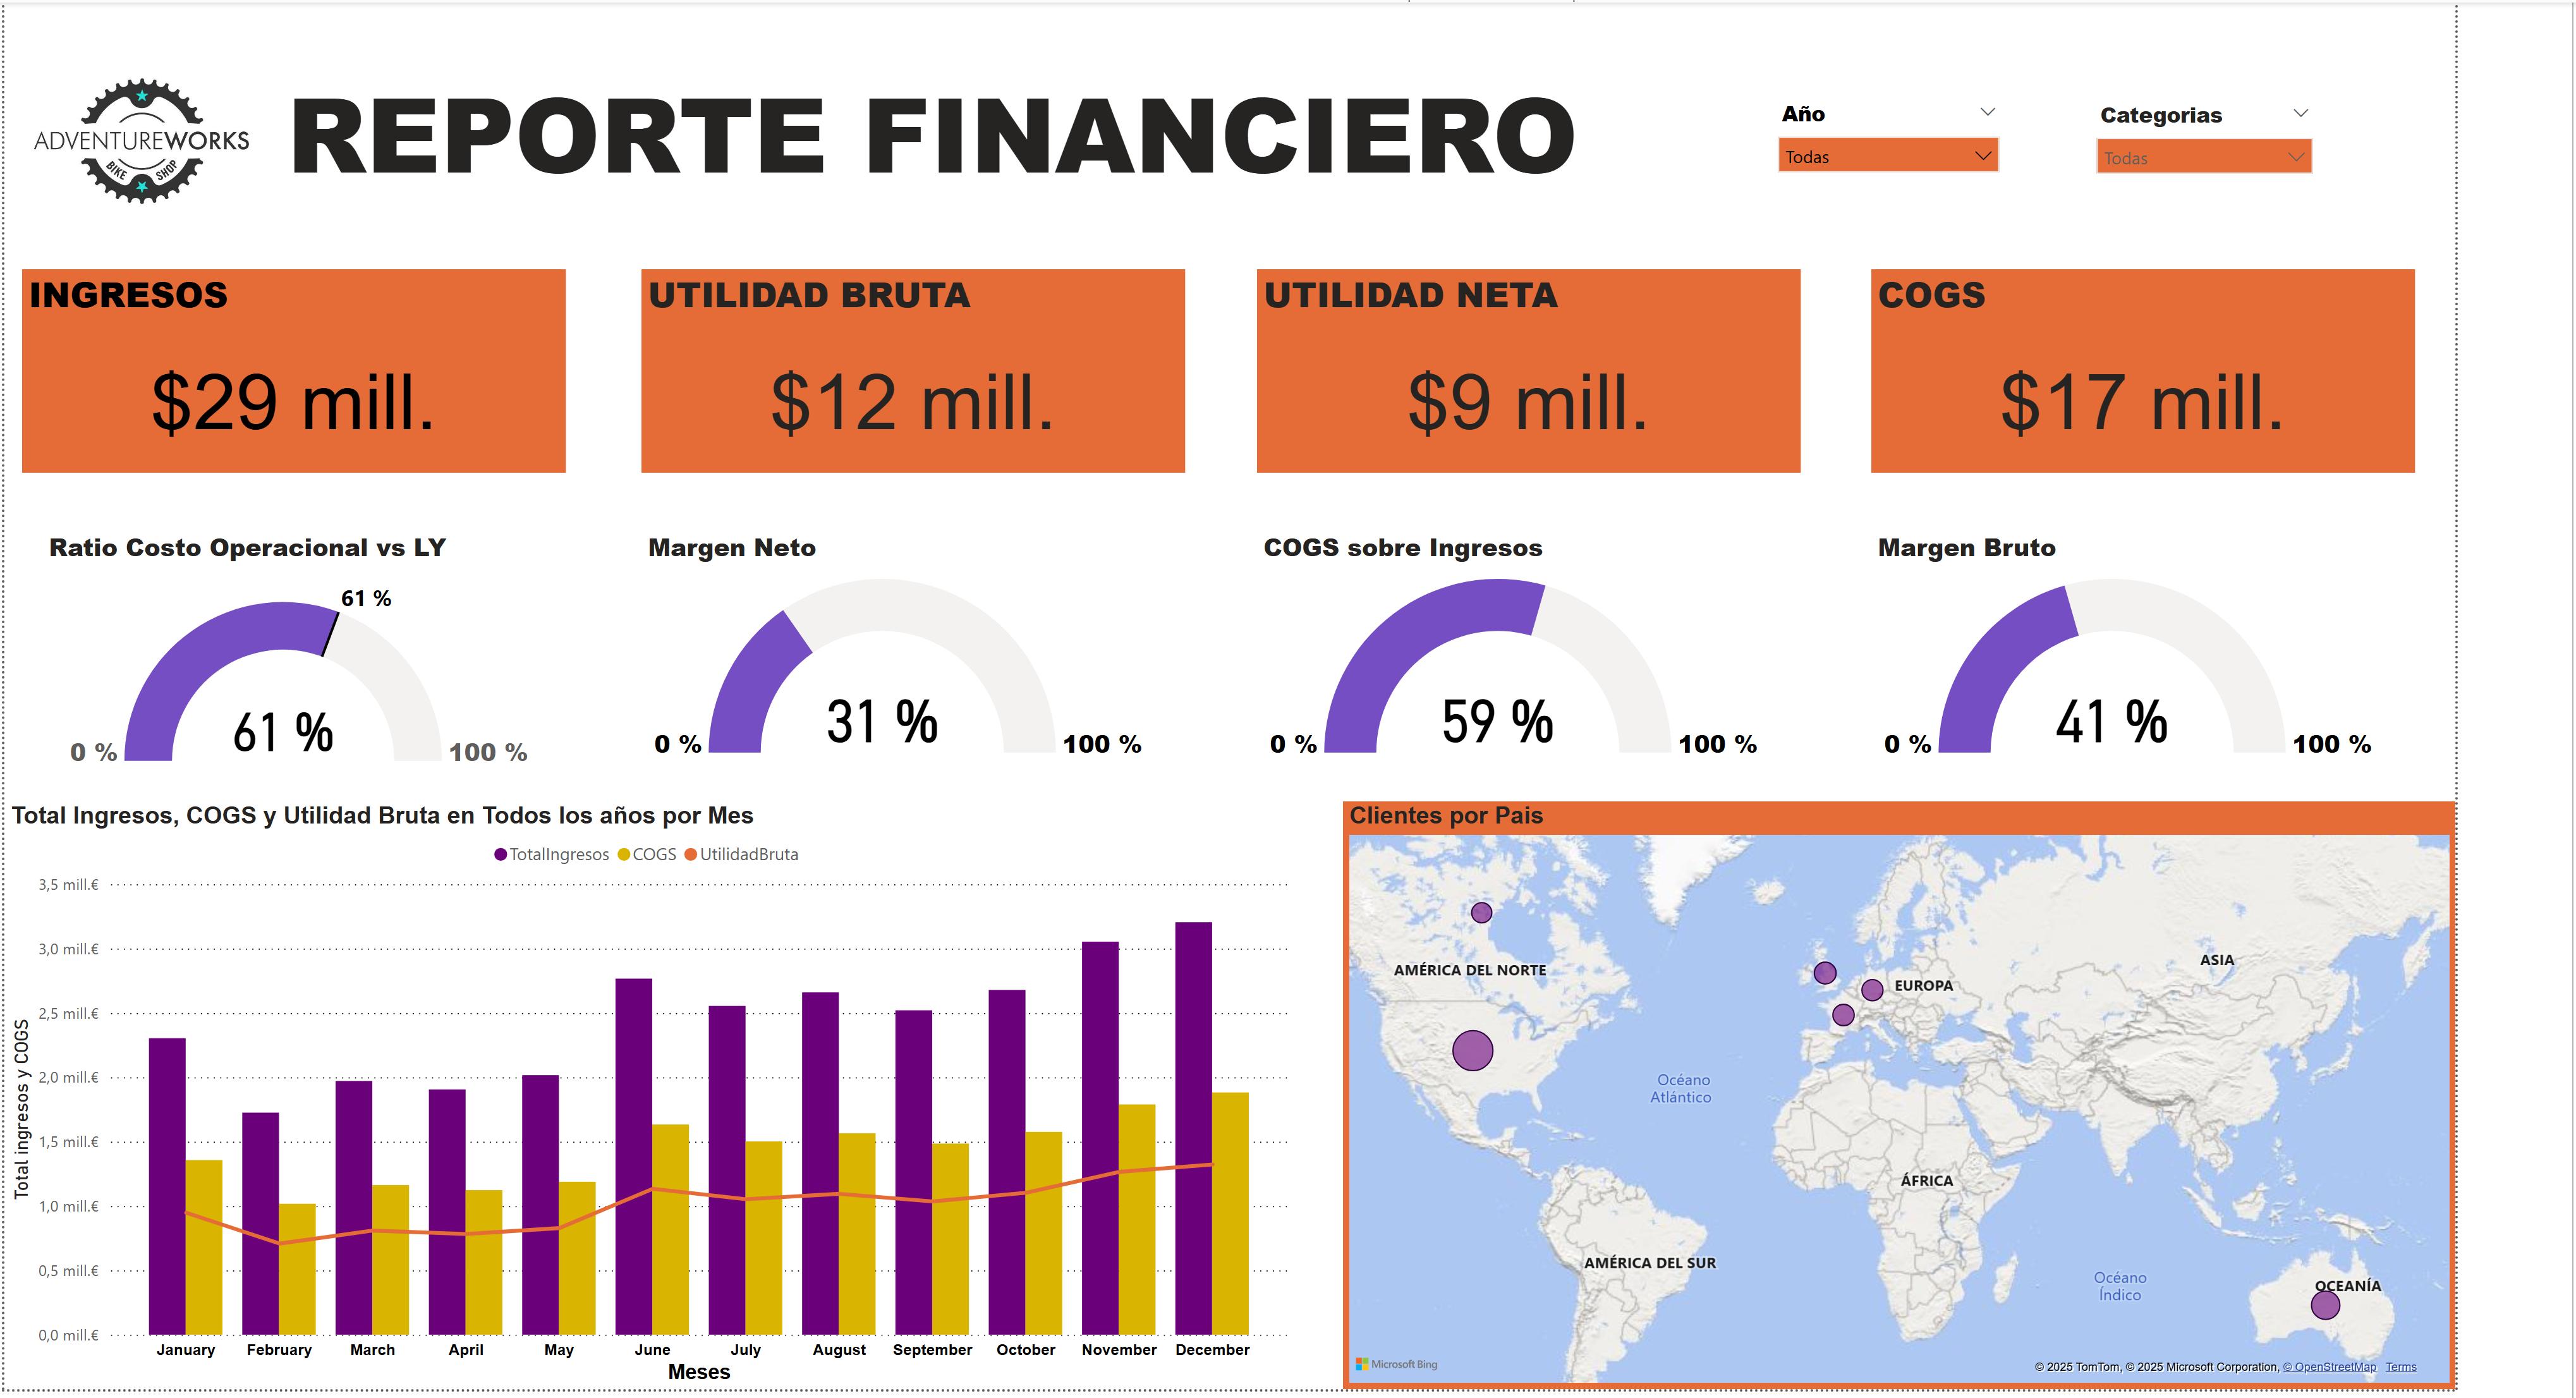 ADVENTUREWORKS
BIKE SHOP
REPORTE FINANCIERO
Año
Todas
Categorias
Todas
INGRESOS
$29 mill.
UTILIDAD BRUTA
$12 mill.
UTILIDAD NETA
$9 mill.
COGS
$17 mill.
Ratio Costo Operacional vs LY
61 %
0 %
61 %
100 %
Margen Neto
0 %
31 %
100 %
COGS sobre Ingresos
0 %
59 %
100 %
Margen Bruto
0 %
41 %
100 %
Total Ingresos, COGS y Utilidad Bruta en Todos los años por Mes
TotalIngresos COGS UtilidadBruta
3,5 mill.€
3,0 mill.€
2,5 mill.€
2,0 mill.€
1,5 mill.€
1,0 mill.€
0,5 mill.€
0,0 mill.€
Total ingresos y COGS
January February March April May June July August September October November December
Meses
Clientes por Pais
AMÉRICA DEL NORTE
EUROPA
ASIA
Océano
Atlántico
ÁFRICA
AMÉRICA DEL SUR
Océano
Índico
OCEANÍA
Microsoft Bing
© 2025 TomTom, © 2025 Microsoft Corporation, © OpenStreetMap Terms